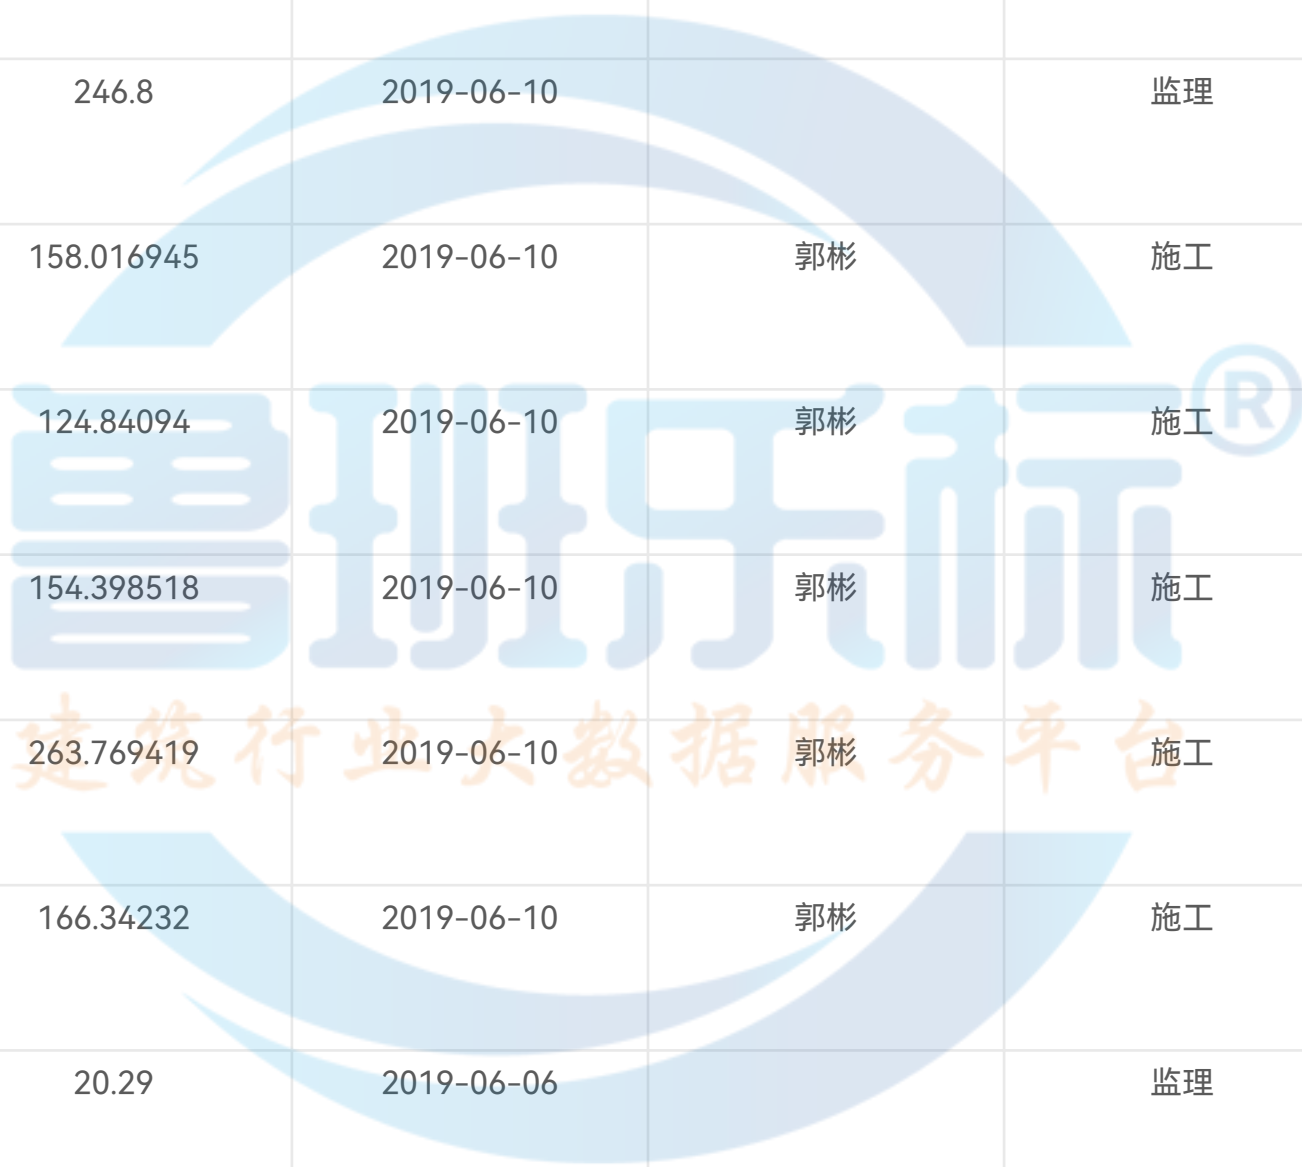 246.8 2019-06-10 监理
158.016945 2019-06-10 郭彬 施工
®
124.84094 2019-06-10 郭彬 施工
鲁班乐标
154.398518 2019-06-10 郭彬 施工
建筑行业大数据服务平台
263.769419 2019-06-10 郭彬 施工
166.34232 2019-06-10 郭彬 施工
20.29 2019-06-06 监理